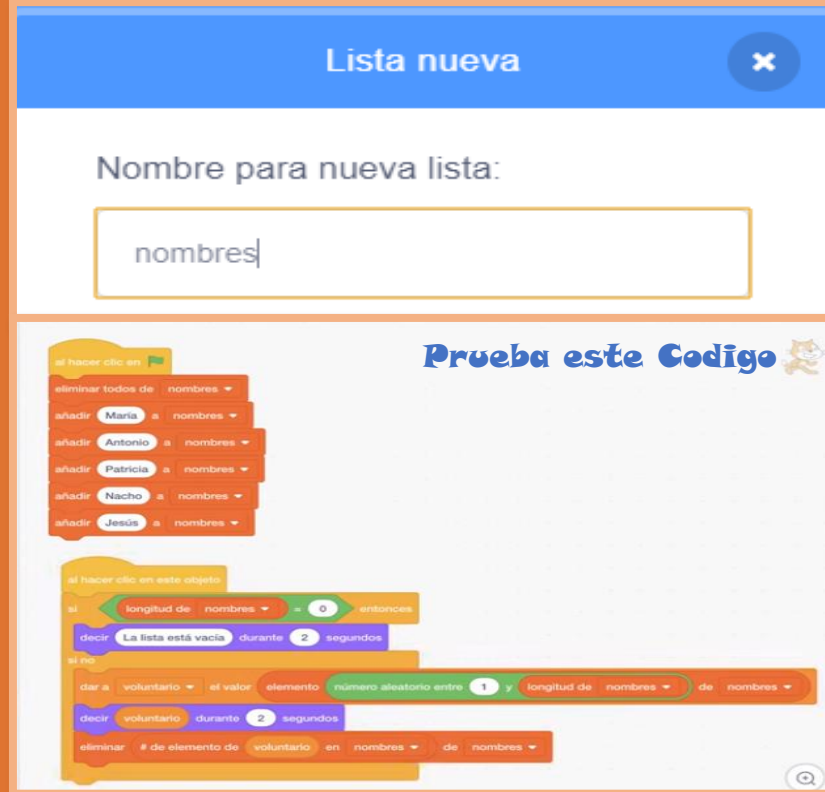 Lista nueva
Nombre para nueva lista:
nombres
Prueba este Codigo
al hacer clic en
eliminar todos de nombres
añadir María a nombres
añadir Antonio a nombres
añadir Patricia a nombres
añadir Nacho a nombres
añadir Jesús a nombres
al hacer clic en este objeto
si longitud de nombres = 0 entonces
decir La lista está vacía durante 2 segundos
si no
dar a voluntario el valor elemento número aleatorio entre 1 y longitud de nombres de nombres
decir voluntario durante 2 segundos
eliminar # de elemento de voluntario en nombres de nombres